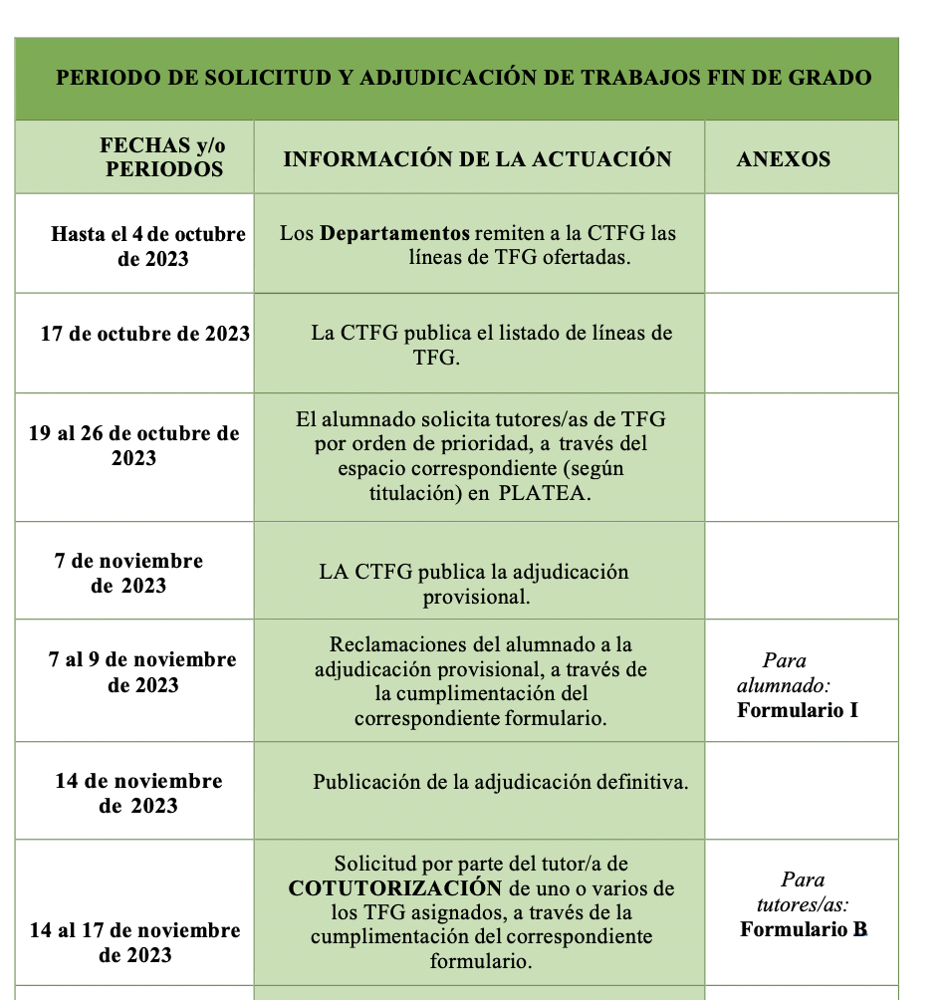 PERIODO DE SOLICITUD Y ADJUDICACIÓN DE TRABAJOS FIN DE GRADO
FECHAS y/o
PERIODOS
INFORMACIÓN DE LA ACTUACIÓN
ANEXOS
Hasta el 4 de octubre
de 2023
Los Departamentos remiten a la CTFG las
líneas de TFG ofertadas.
17 de octubre de 2023
La CTFG publica el listado de líneas de
TFG.
19 al 26 de octubre de
2023
El alumnado solicita tutores/as de TFG
por orden de prioridad, a través del
espacio correspondiente (según
titulación) en PLATEA.
7 de noviembre
de 2023
LA CTFG publica la adjudicación
provisional.
7 al 9 de noviembre
de 2023
Reclamaciones del alumnado a la
adjudicación provisional, a través de
la cumplimentación del
correspondiente formulario.
Para
alumnado:
Formulario I
14 de noviembre
de 2023
Publicación de la adjudicación definitiva.
14 al 17 de noviembre
de 2023
Solicitud por parte del tutor/a de
COTUTORIZACIÓN de uno o varios de
los TFG asignados, a través de la
cumplimentación del correspondiente
formulario.
Para
tutores/as:
Formulario B